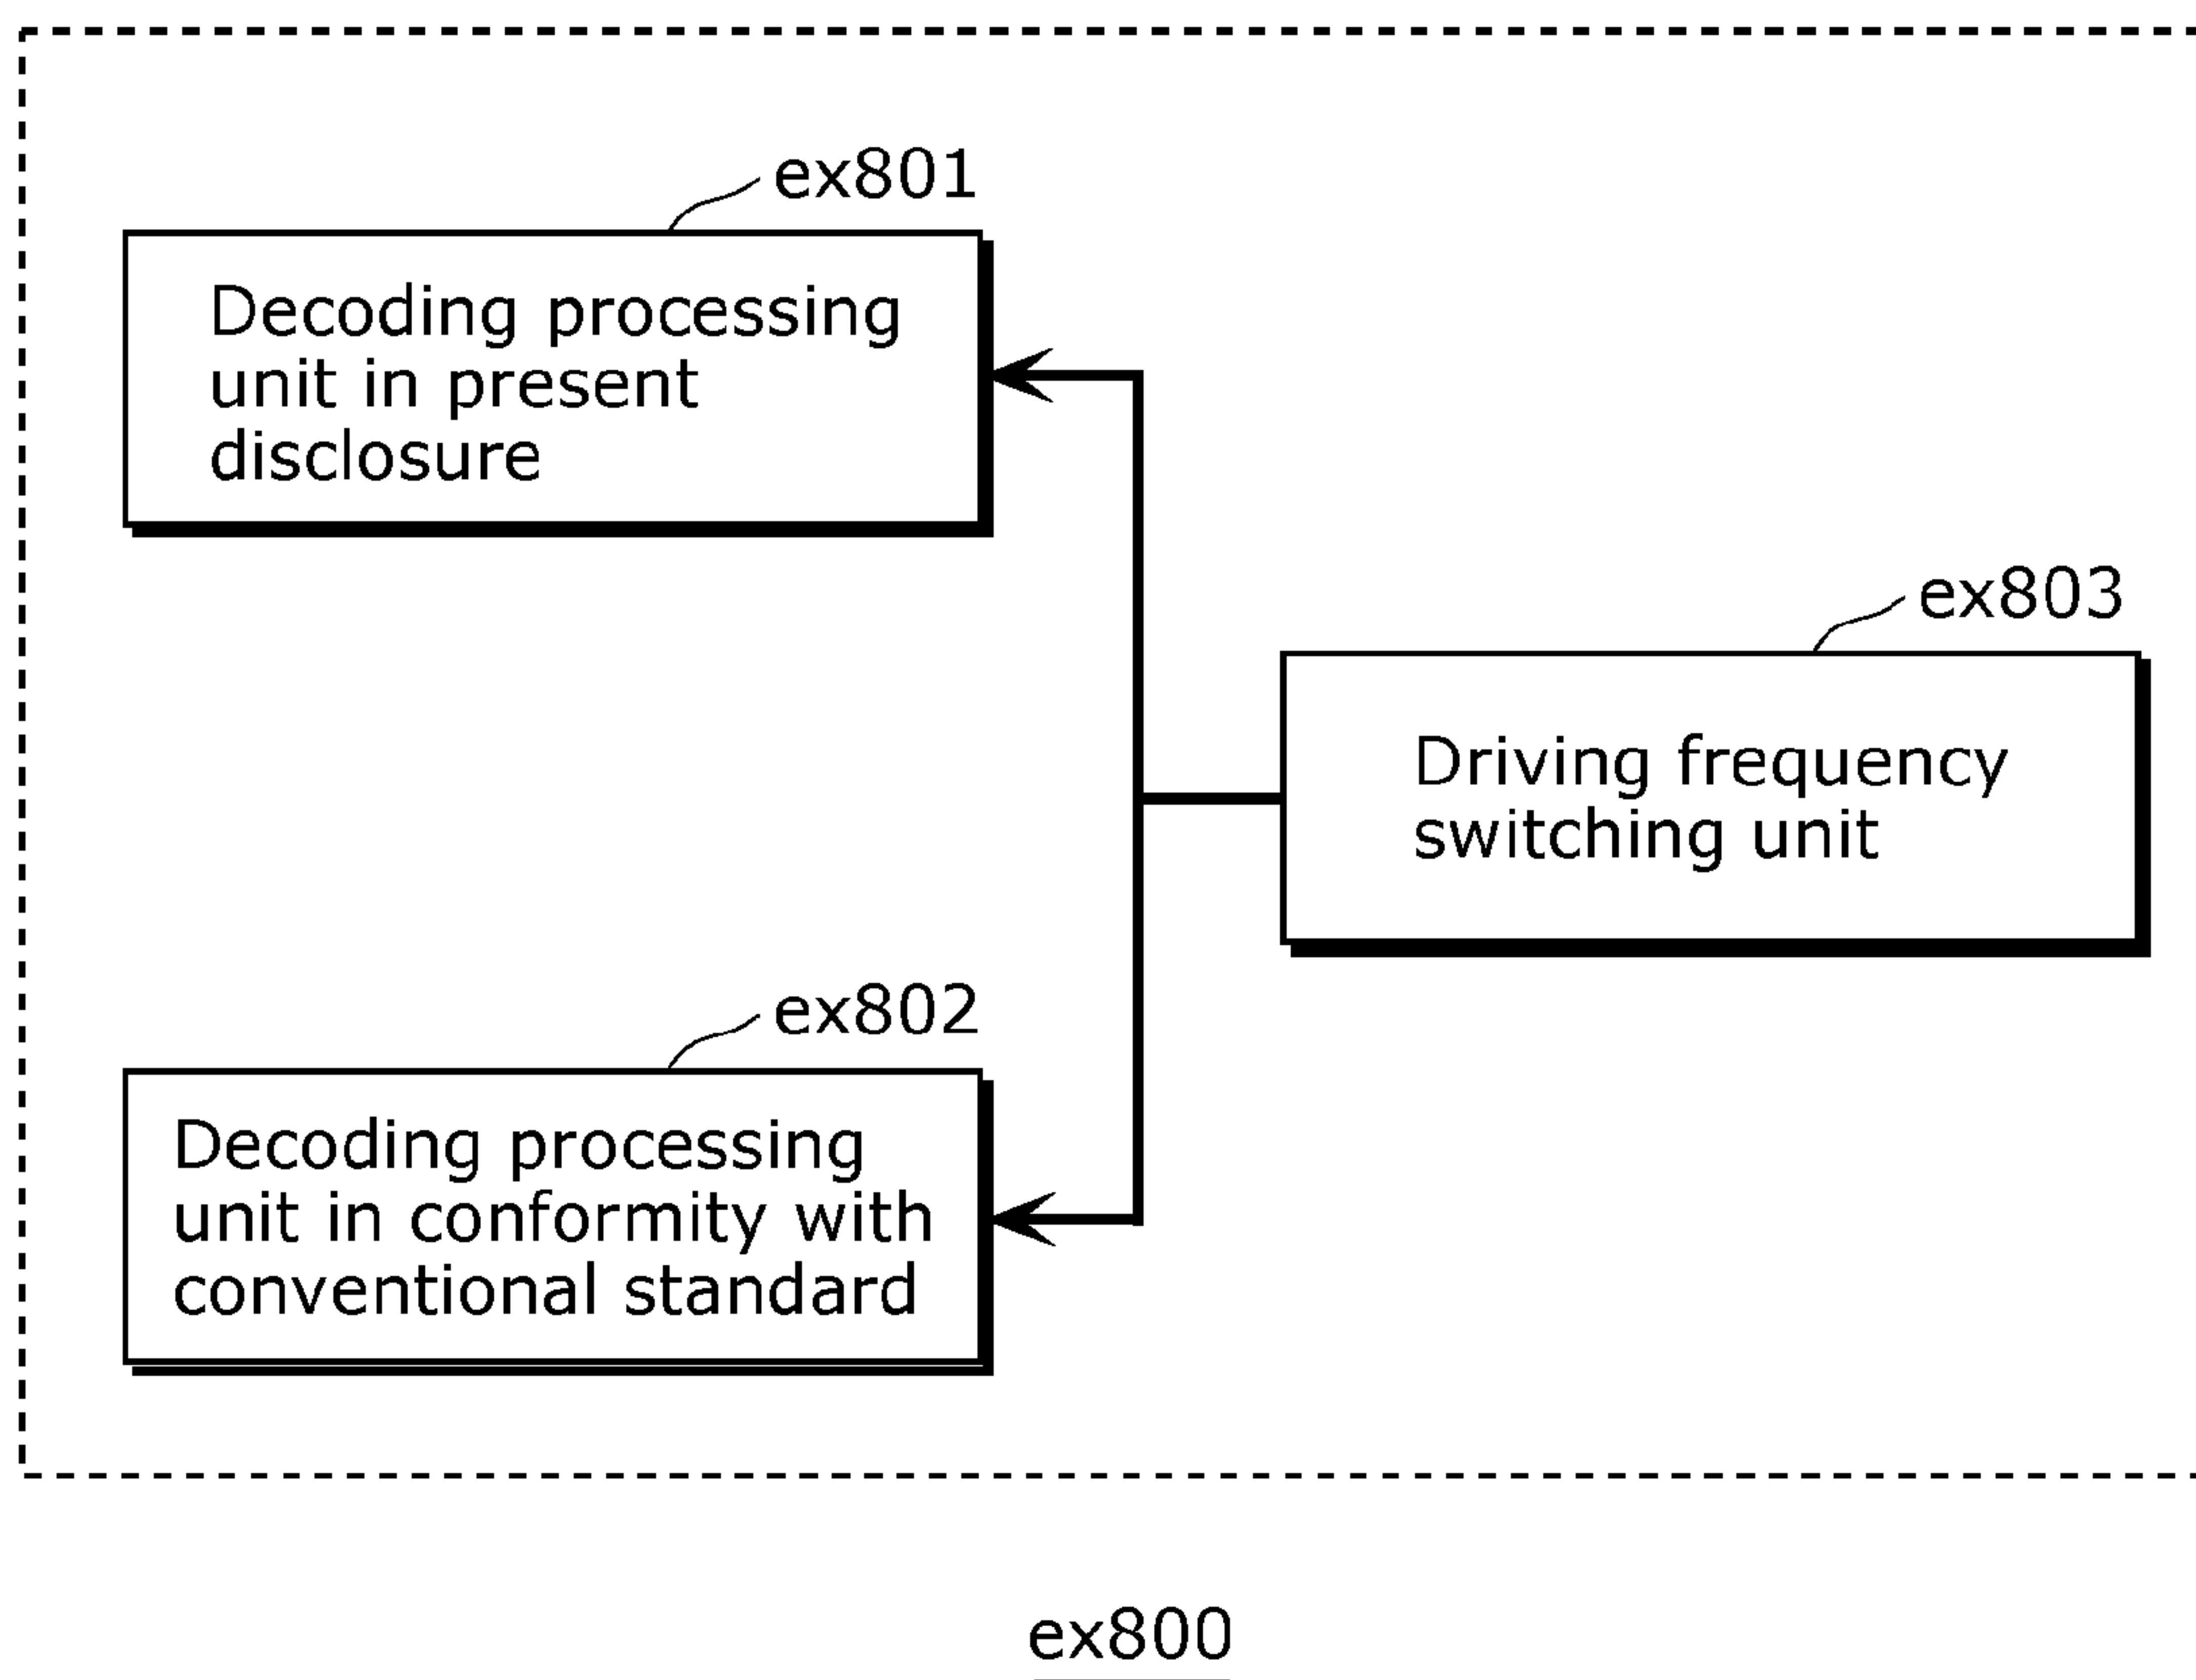 ex801
Decoding processing
unit in present
disclosure
ex803
Driving frequency
switching unit
ex802
Decoding processing
unit in conformity with
conventional standard
ex800